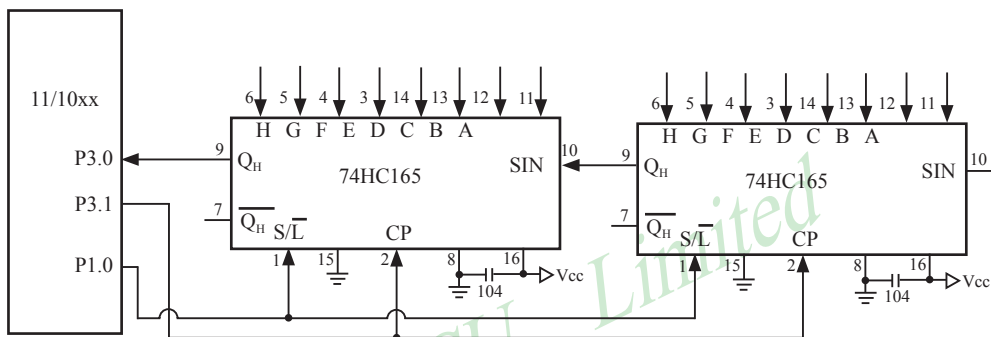 11/10xx
P3.0
P3.1
P1.0
6 5 4 3 14 13 12 11
H G F E D C B A
9 QH 74HC165 SIN 10
7 QH
S/L CP
1 15 2 8 16
104 Vcc
6 5 4 3 14 13 12 11
H G F E D C B A
9 QH 74HC165 SIN 10
7 QH
S/L CP
1 15 2 8 16
104 Vcc
Limited